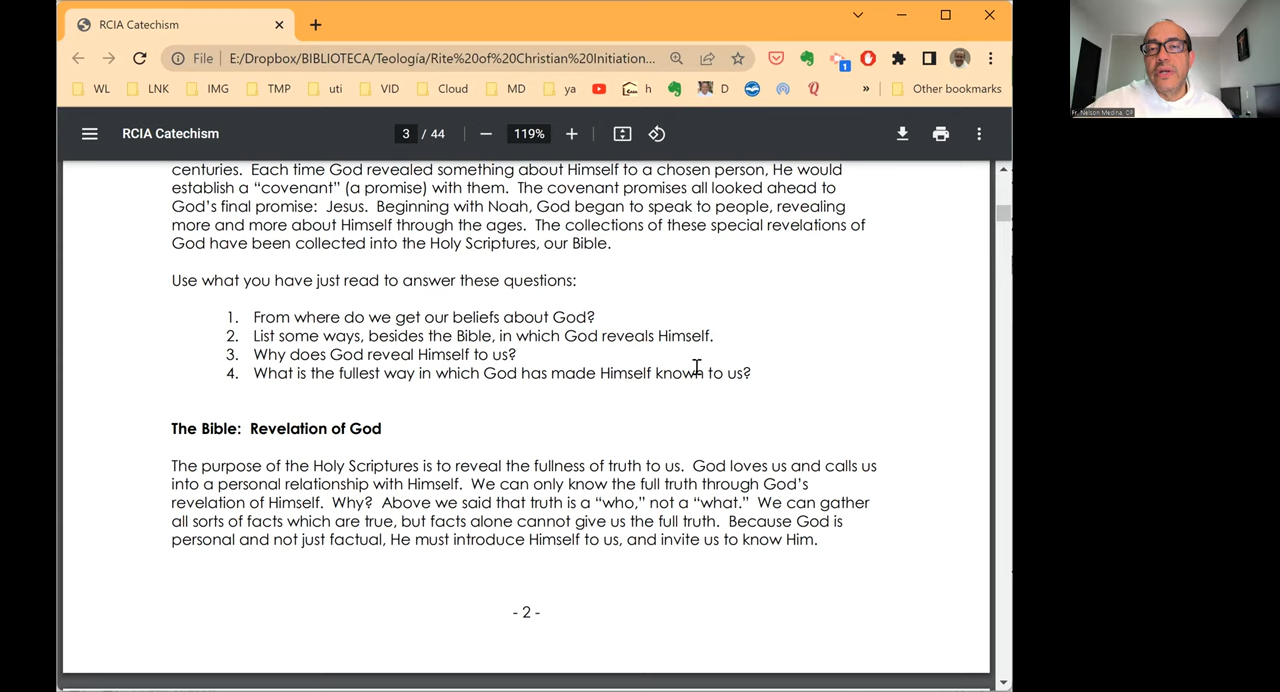 RCIA Catechism
File E:/Dropbox/BIBLIOTECA/Teología/Rite%20of%20Christian%20Initiation...
1
WL LNK IMG TMP uti VID Cloud MD ya h D » Other bookmarks
RCIA Catechism 3 / 44 119%
centuries. Each time God revealed something about Himself to a chosen person, He would
establish a “covenant” (a promise) with them. The covenant promises all looked ahead to
God’s final promise: Jesus. Beginning with Noah, God began to speak to people, revealing
more and more about Himself through the ages. The collections of these special revelations of
God have been collected into the Holy Scriptures, our Bible.
Use what you have just read to answer these questions:
1. From where do we get our beliefs about God?
2. List some ways, besides the Bible, in which God reveals Himself.
3. Why does God reveal Himself to us?
4. What is the fullest way in which God has made Himself known to us?
The Bible: Revelation of God
The purpose of the Holy Scriptures is to reveal the fullness of truth to us. God loves us and calls us
into a personal relationship with Himself. We can only know the full truth through God’s
revelation of Himself. Why? Above we said that truth is a “who,” not a “what.” We can gather
all sorts of facts which are true, but facts alone cannot give us the full truth. Because God is
personal and not just factual, He must introduce Himself to us, and invite us to know Him.
- 2 -
Fr. Nelson Medina, OP